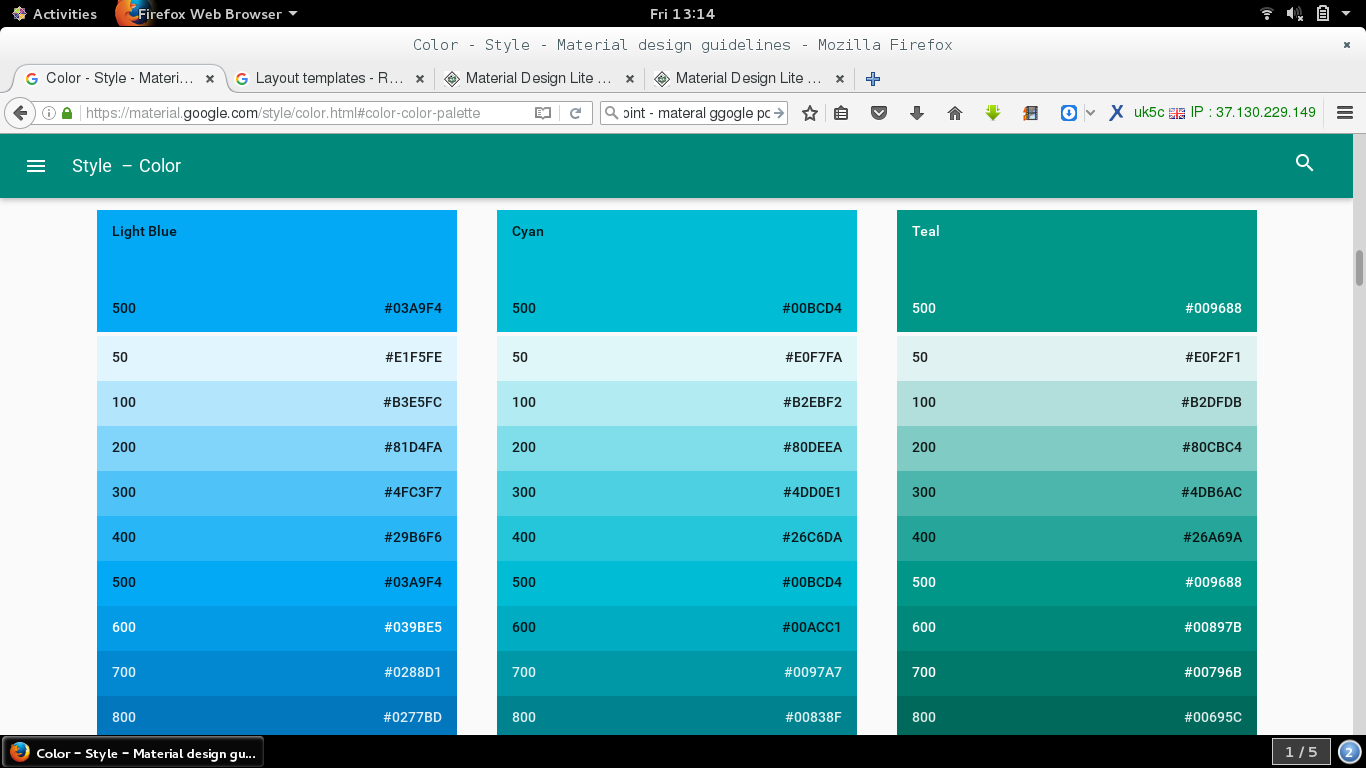 Activities Firefox Web Browser Fri 13:14
Color - Style - Material design guidelines - Mozilla Firefox
Color - Style - Materi... Layout templates - R... Material Design Lite ... Material Design Lite ...
https://material.google.com/style/color.html#color-color-palette oint - materal ggogle po uk5c IP : 37.130.229.149
Style – Color
Light Blue
500 #03A9F4
50 #E1F5FE
100 #B3E5FC
200 #81D4FA
300 #4FC3F7
400 #29B6F6
500 #03A9F4
600 #039BE5
700 #0288D1
800 #0277BD
Cyan
500 #00BCD4
50 #E0F7FA
100 #B2EBF2
200 #80DEEA
300 #4DD0E1
400 #26C6DA
500 #00BCD4
600 #00ACC1
700 #0097A7
800 #00838F
Teal
500 #009688
50 #E0F2F1
100 #B2DFDB
200 #80CBC4
300 #4DB6AC
400 #26A69A
500 #009688
600 #00897B
700 #00796B
800 #00695C
Color - Style - Material design gu... 1 / 5 2